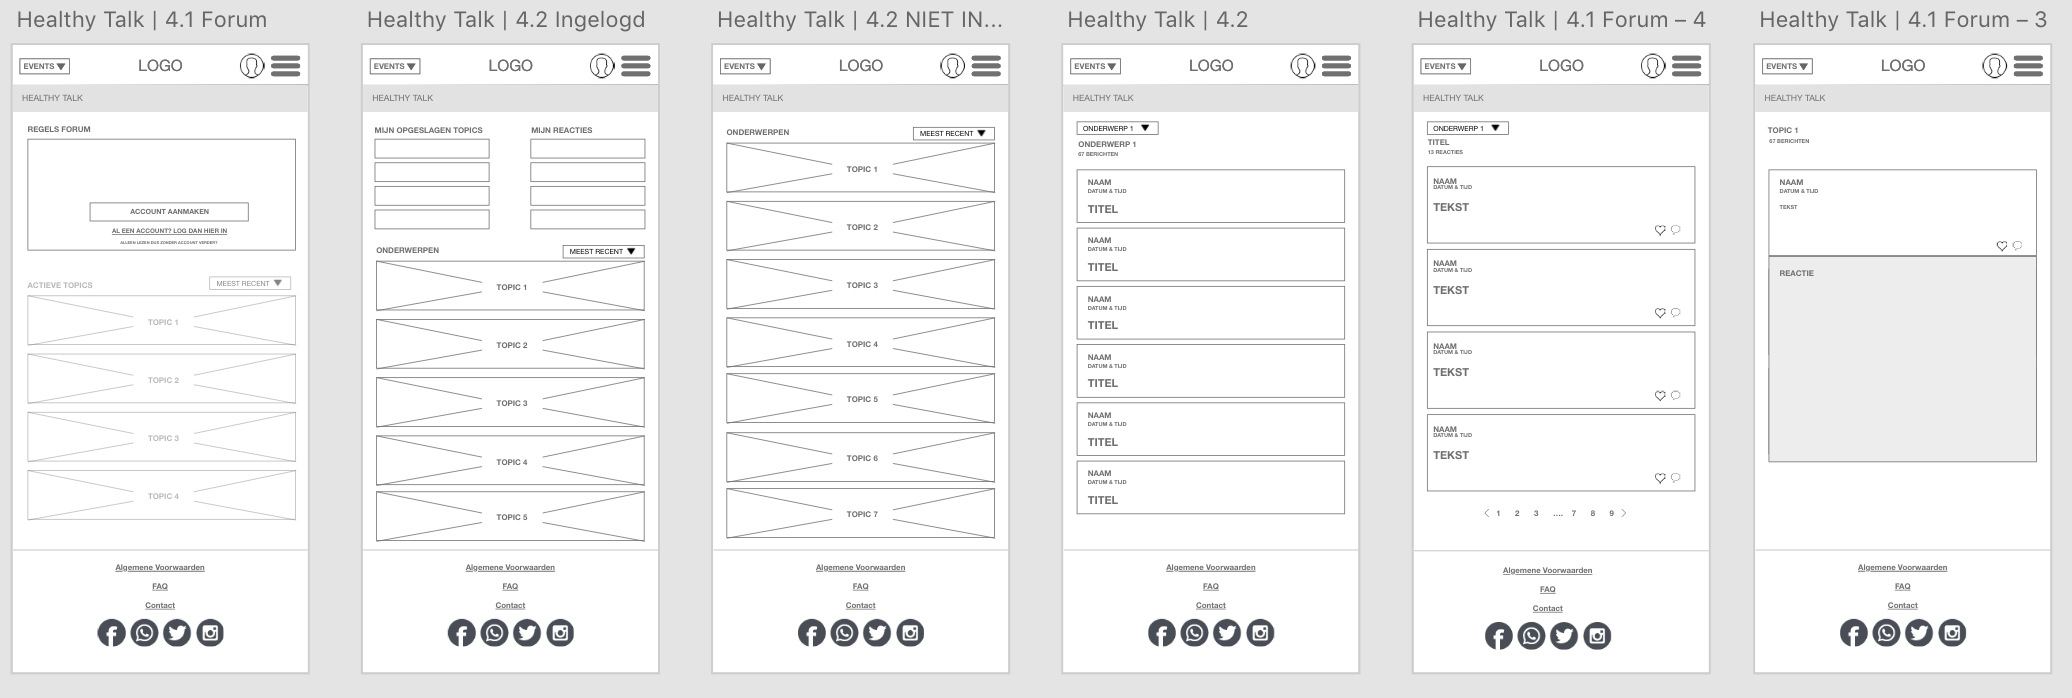 Healthy Talk | 4.1 Forum
EVENTS
LOGO
HEALTHY TALK
REGELS FORUM
ACCOUNT AANMAKEN
AL EEN ACCOUNT? LOG DAN HIER IN
ALLEEN LEZEN DUS ZONDER ACCOUNT VERDER?
ACTIEVE TOPICS
MEEST RECENT
TOPIC 1
TOPIC 2
TOPIC 3
TOPIC 4
Algemene Voorwaarden
FAQ
Contact
Healthy Talk | 4.2 Ingelogd
EVENTS
LOGO
HEALTHY TALK
MIJN OPGESLAGEN TOPICS
MIJN REACTIES
ONDERWERPEN
MEEST RECENT
TOPIC 1
TOPIC 2
TOPIC 3
TOPIC 4
TOPIC 5
Algemene Voorwaarden
FAQ
Contact
Healthy Talk | 4.2 NIET IN...
EVENTS
LOGO
HEALTHY TALK
ONDERWERPEN
MEEST RECENT
TOPIC 1
TOPIC 2
TOPIC 3
TOPIC 4
TOPIC 5
TOPIC 6
TOPIC 7
Algemene Voorwaarden
FAQ
Contact
Healthy Talk | 4.2
EVENTS
LOGO
HEALTHY TALK
ONDERWERP 1
ONDERWERP 1
67 BERICHTEN
NAAM
DATUM & TIJD
TITEL
NAAM
DATUM & TIJD
TITEL
NAAM
DATUM & TIJD
TITEL
NAAM
DATUM & TIJD
TITEL
NAAM
DATUM & TIJD
TITEL
NAAM
DATUM & TIJD
TITEL
Algemene Voorwaarden
FAQ
Contact
Healthy Talk | 4.1 Forum – 4
EVENTS
LOGO
HEALTHY TALK
ONDERWERP 1
TITEL
13 REACTIES
NAAM
DATUM & TIJD
TEKST
NAAM
DATUM & TIJD
TEKST
NAAM
DATUM & TIJD
TEKST
NAAM
DATUM & TIJD
TEKST
1 2 3 .... 7 8 9
Algemene Voorwaarden
FAQ
Contact
Healthy Talk | 4.1 Forum – 3
EVENTS
LOGO
HEALTHY TALK
TOPIC 1
67 BERICHTEN
NAAM
DATUM & TIJD
TEKST
REACTIE
Algemene Voorwaarden
FAQ
Contact